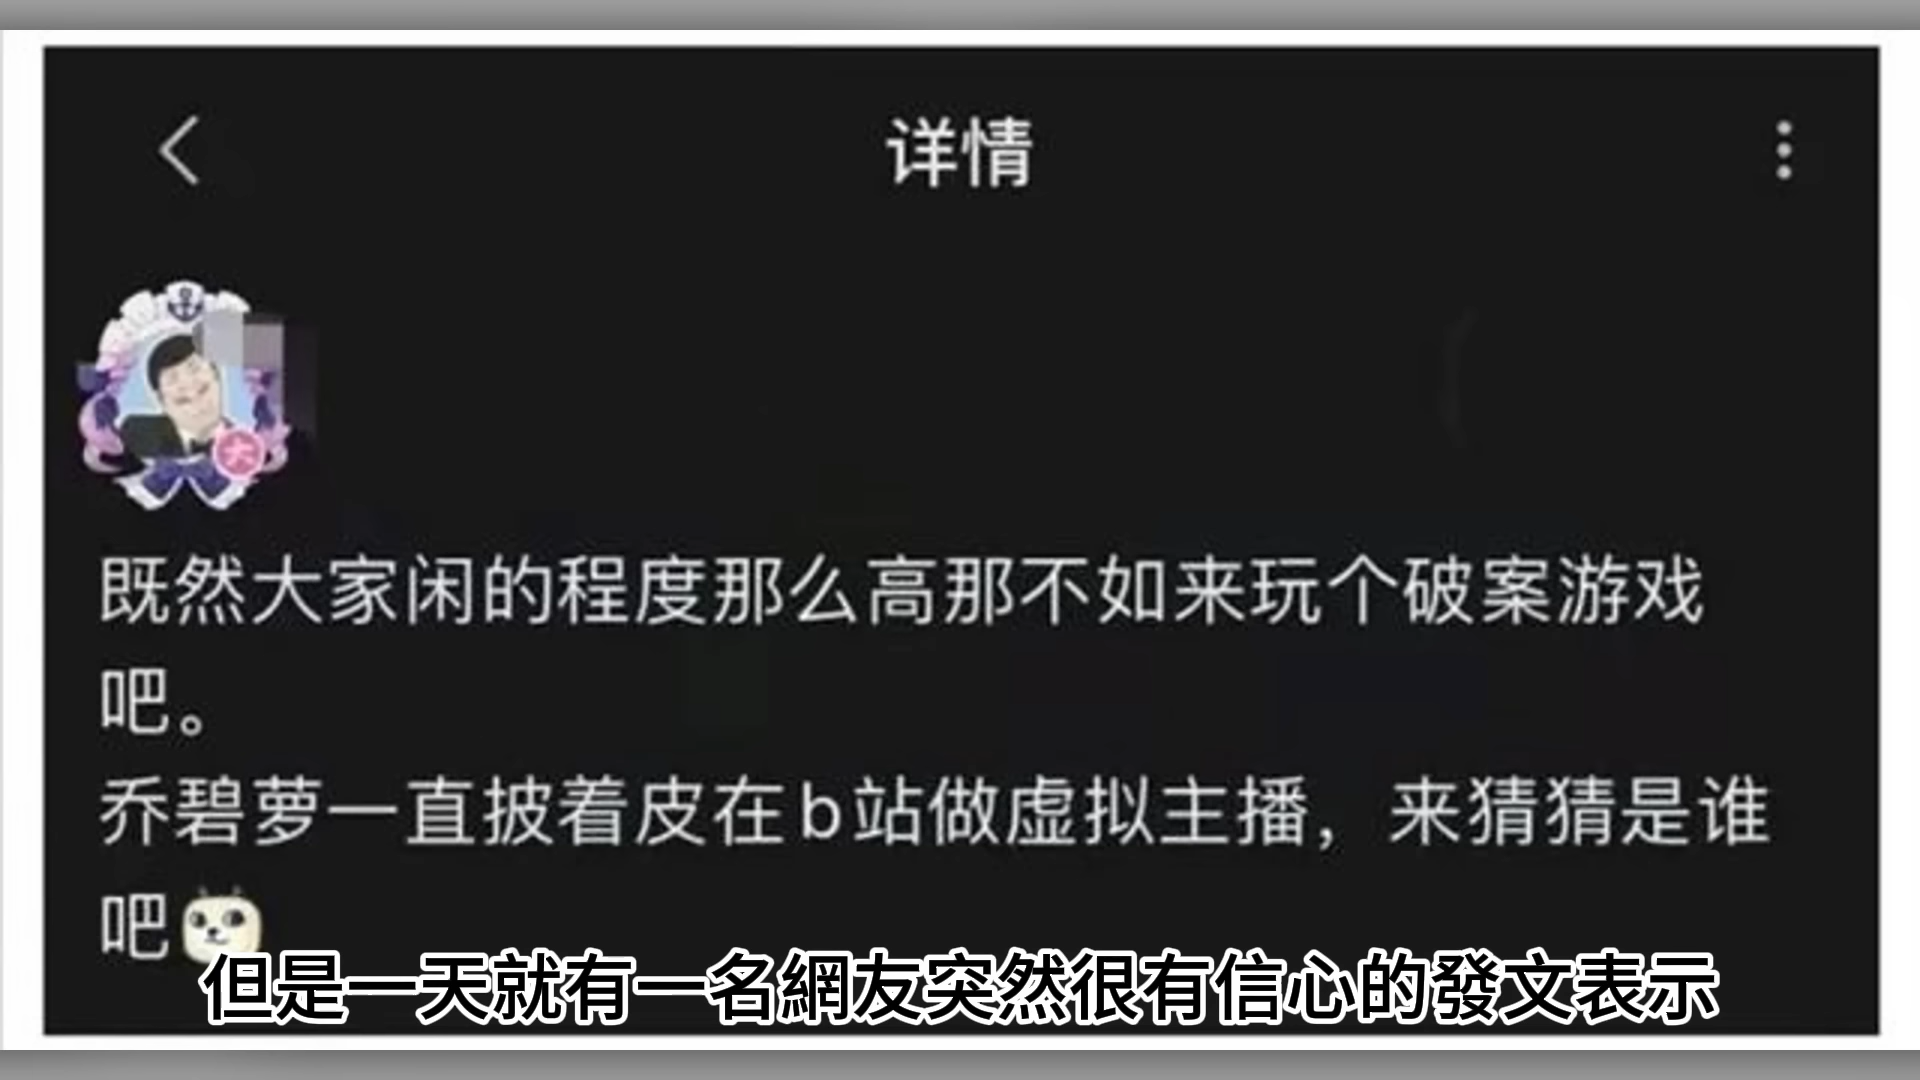 详情
大
既然大家闲的程度那么高那不如来玩个破案游戏
吧。
乔碧萝一直披着皮在b站做虚拟主播，来猜猜是谁
吧
但是一天就有一名網友突然很有信心的發文表示